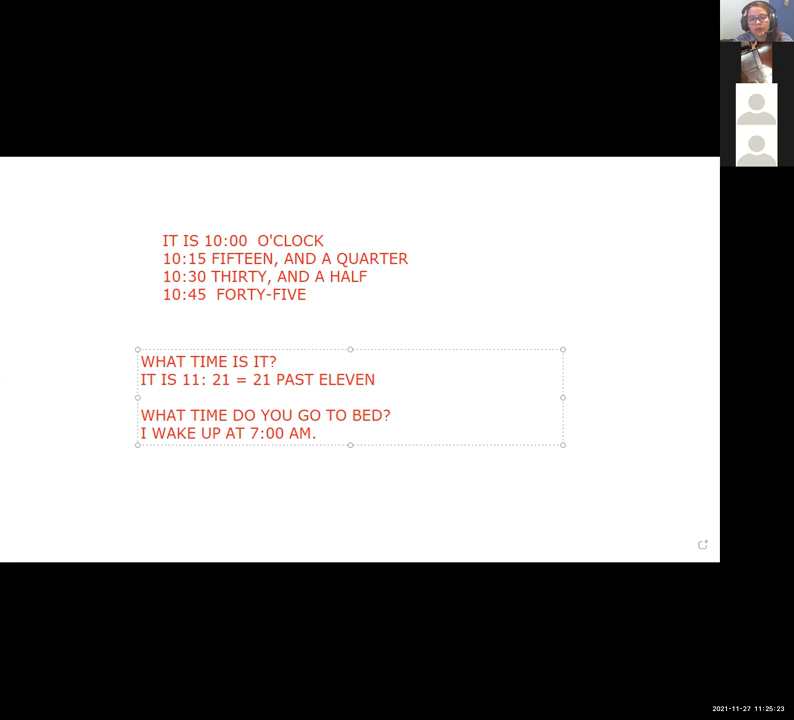 IT IS 10:00  O'CLOCK
10:15 FIFTEEN, AND A QUARTER
10:30 THIRTY, AND A HALF
10:45  FORTY-FIVE
WHAT TIME IS IT?
IT IS 11: 21 = 21 PAST ELEVEN
WHAT TIME DO YOU GO TO BED?
I WAKE UP AT 7:00 AM.
2021-11-27 11:25:23